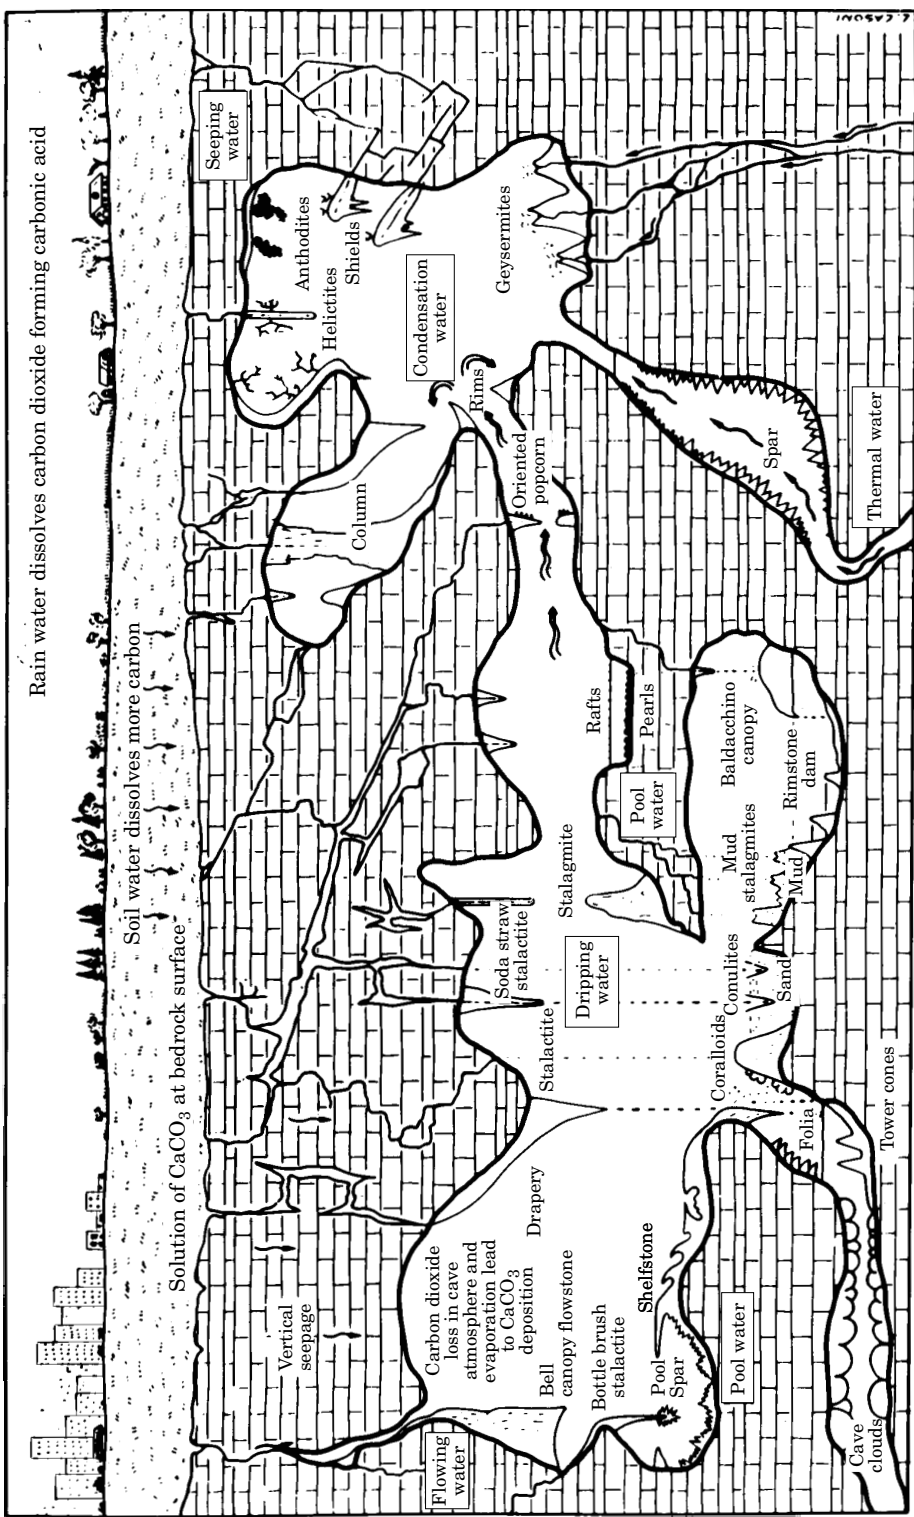 Rain water dissolves carbon dioxide forming carbonic acid
Soil water dissolves more carbon
Solution of CaCO₃ at bedrock surface
Vertical
seepage
Seeping
water
Anthodites
Helictites
Shields
Column
Condensation
water
Rims
Geysermites
Oriented
popcorn
Spar
Thermal water
Carbon dioxide
loss in cave
atmosphere and
evaporation lead
to CaCO₃
deposition
Flowing
water
Bell
canopy flowstone
Drapery
Stalactite
Soda straw
stalactite
Dripping
water
Stalagmite
Rafts
Pearls
Pool
water
Bottle brush
stalactite
Shelfstone
Pool
Spar
Pool water
Coralloids
Conulites
Sand
Mud
stalagmites
Mud
Baldacchino
canopy
Rimstone
dam
Folia
Tower cones
Cave
clouds
L. CASONI